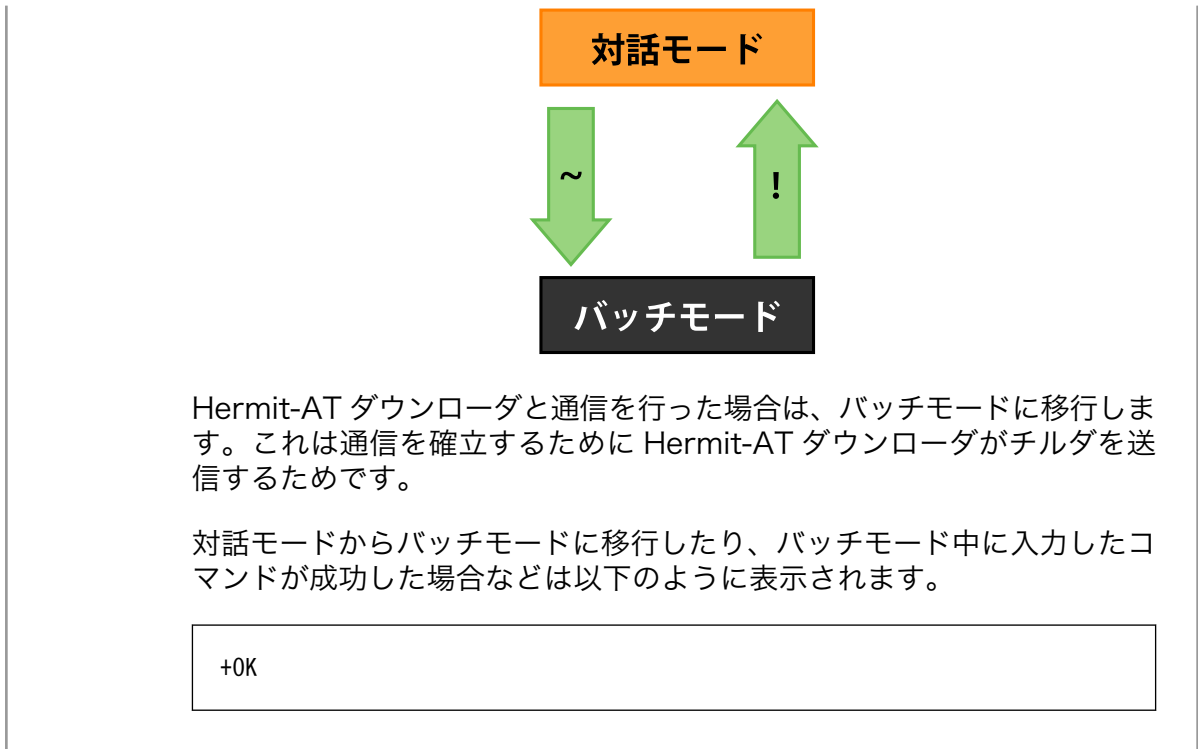 対話モード
~
!
バッチモード
Hermit-AT ダウンローダと通信を行った場合は、バッチモードに移行しま
す。これは通信を確立するために Hermit-AT ダウンローダがチルダを送
信するためです。
対話モードからバッチモードに移行したり、バッチモード中に入力したコ
マンドが成功した場合などは以下のように表示されます。
+OK